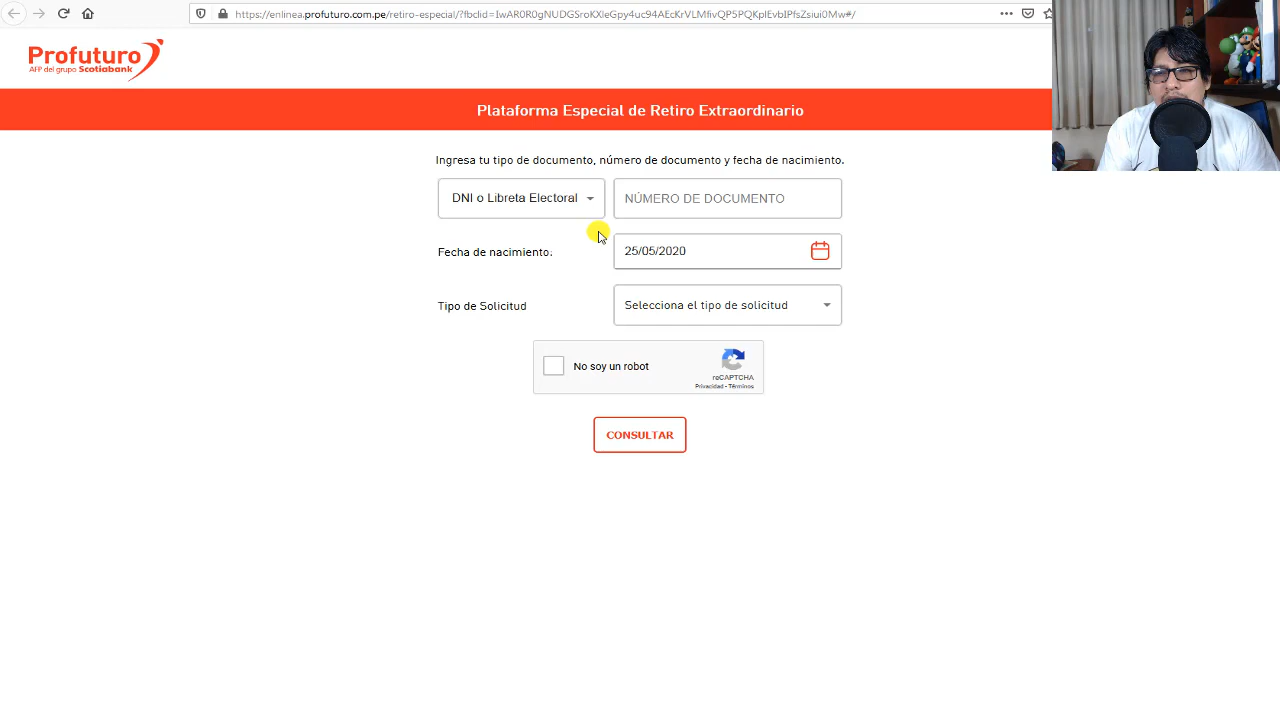 https://enlinea.profuturo.com.pe/retiro-especial/?fbclid=IwAR0R0gNUDGSroKXleGpy4uc94AEcKrVLMfivQP5PQKplEvbIPfsZsiui0Mw#/
Profuturo
AFP del grupo Scotiabank
Plataforma Especial de Retiro Extraordinario
Ingresa tu tipo de documento, número de documento y fecha de nacimiento.
DNI o Libreta Electoral
NÚMERO DE DOCUMENTO
Fecha de nacimiento:
25/05/2020
Tipo de Solicitud
Selecciona el tipo de solicitud
No soy un robot
reCAPTCHA
Privacidad - Términos
CONSULTAR